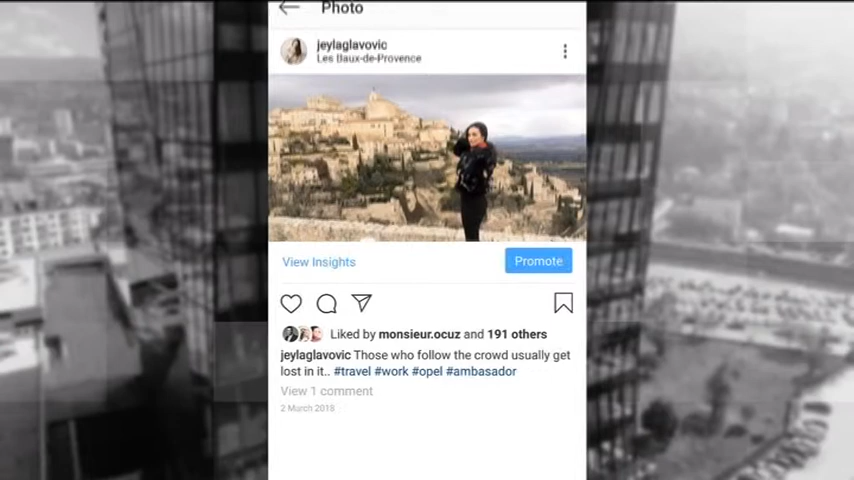 Photo
jeylaglavovic
Les Baux-de-Provence
View Insights
Promote
Liked by monsieur.ocuz and 191 others
jeylaglavovic Those who follow the crowd usually get
lost in it.. #travel #work #opel #ambasador
View 1 comment
2 March 2018